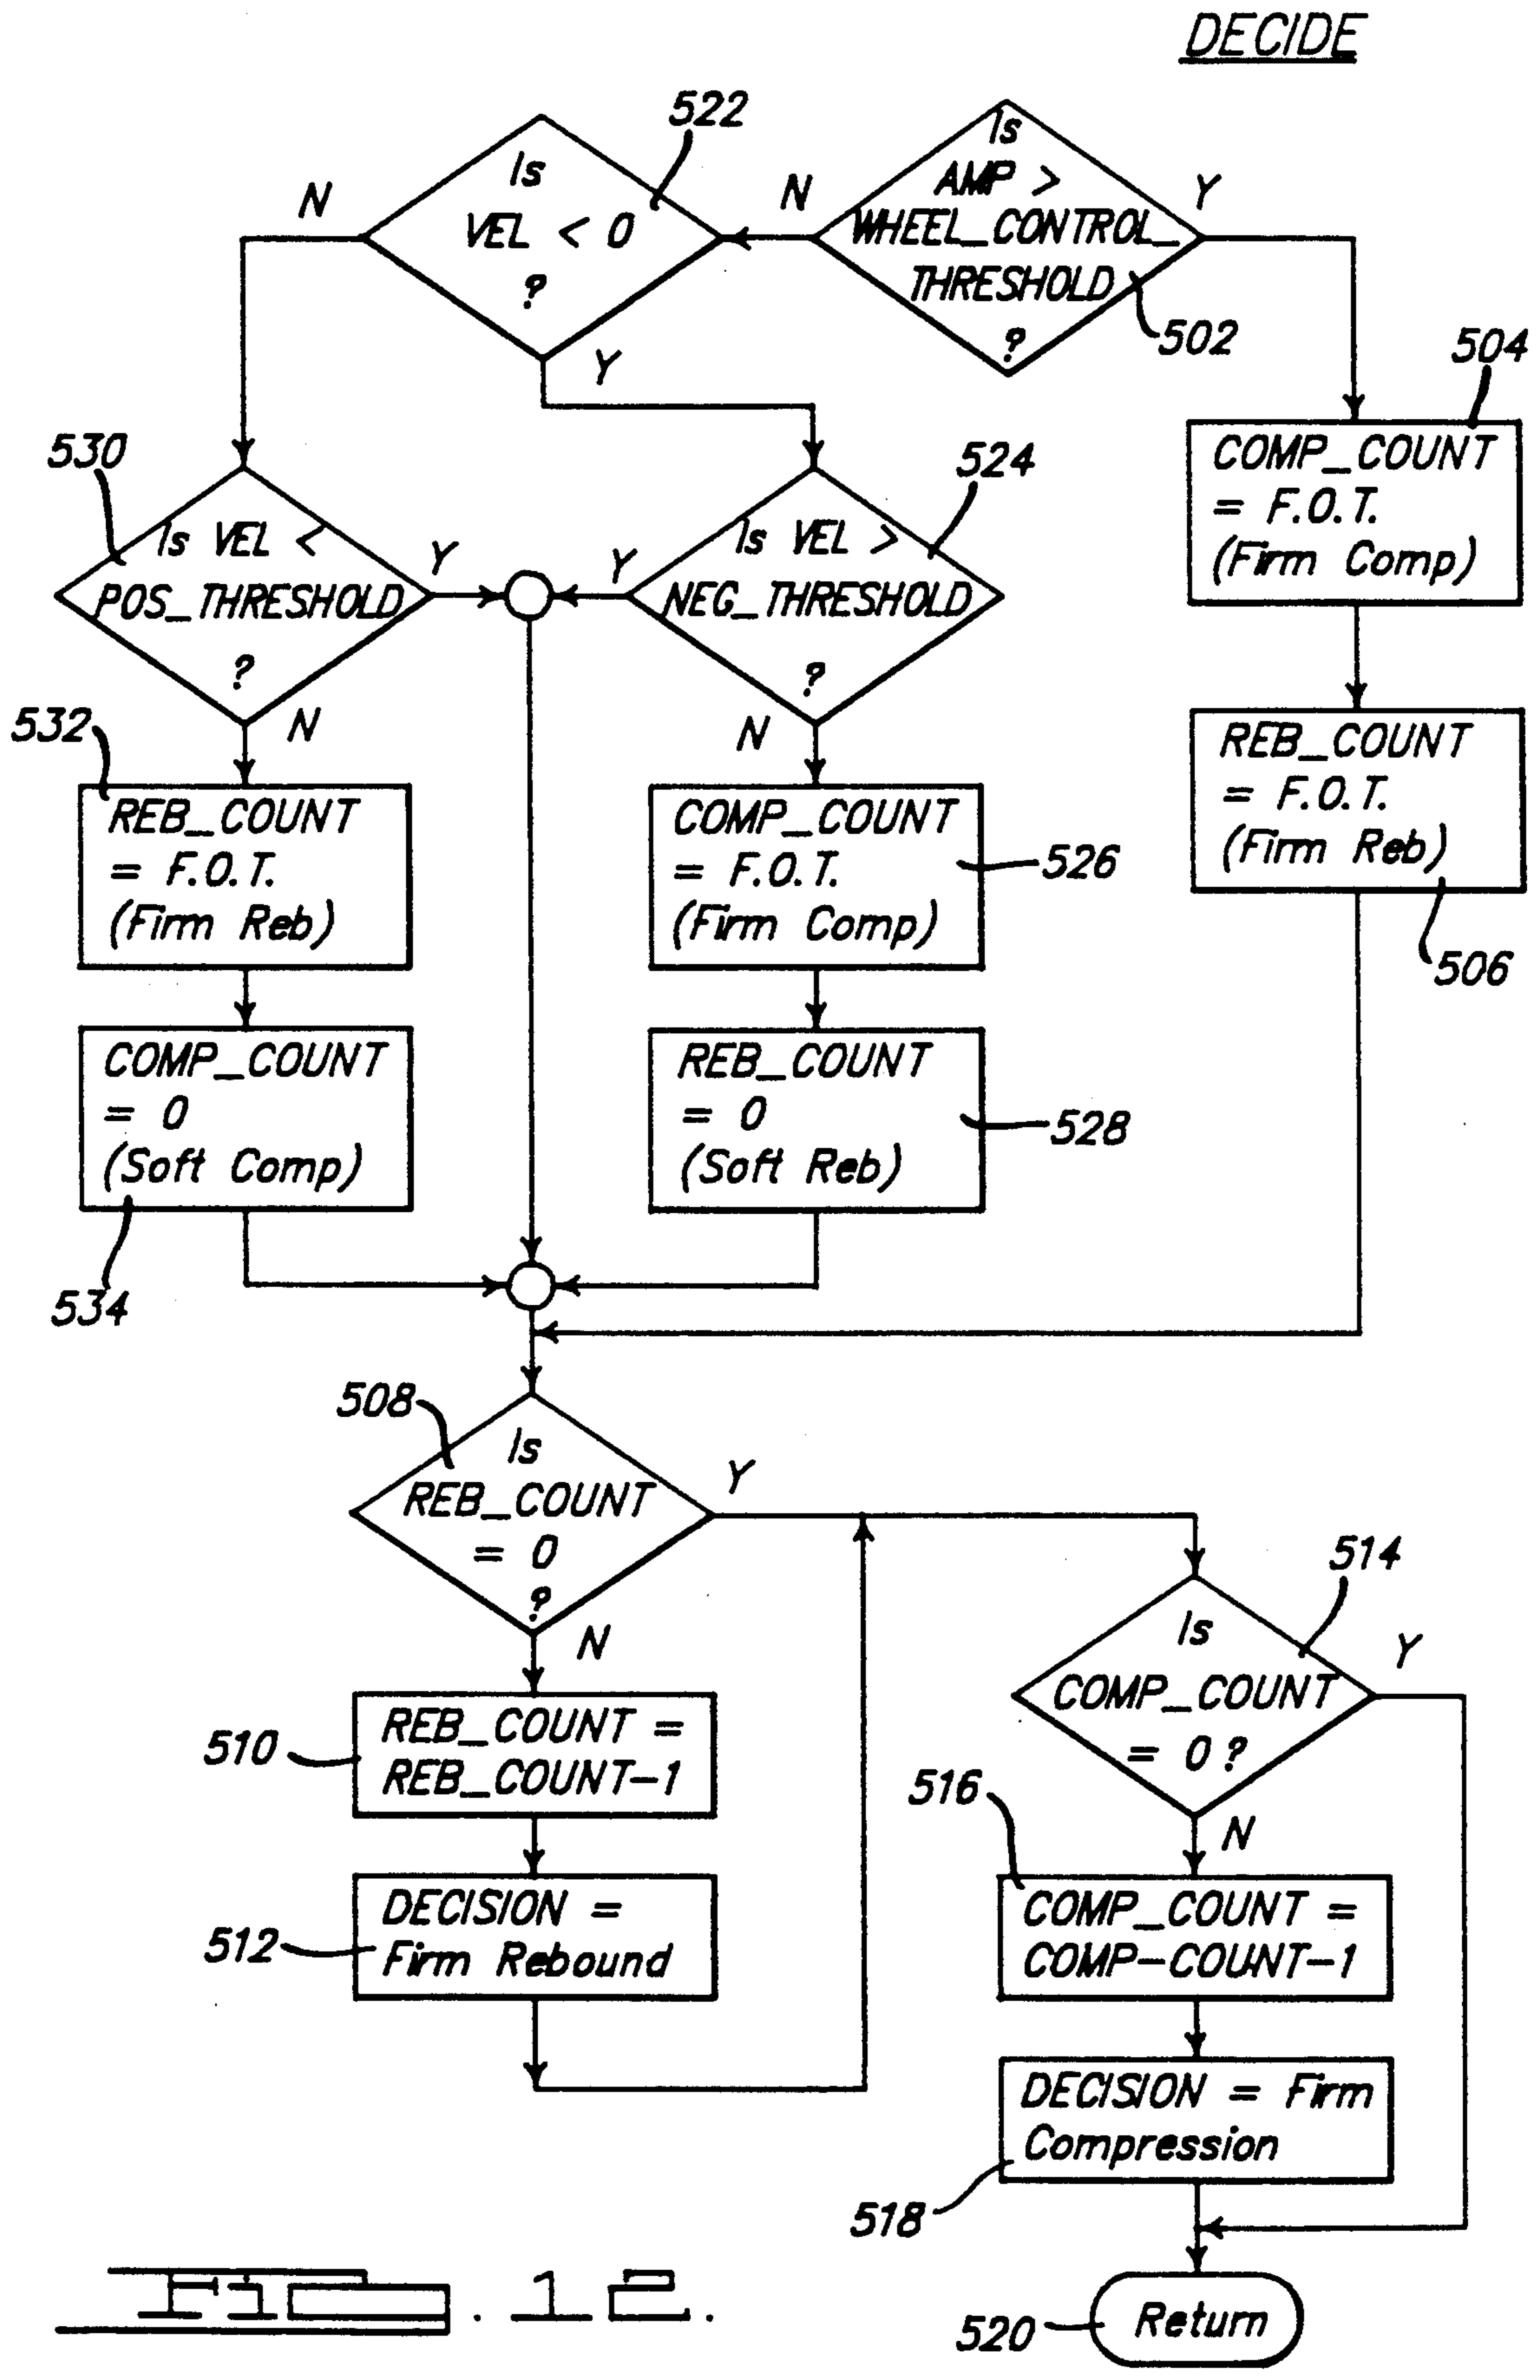 DECIDE
522
Is
VEL < 0
?
N
Y
Is
AMP >
WHEEL_CONTROL_
THRESHOLD
?
N
Y
502
504
COMP_COUNT
= F.O.T.
(Firm Comp)
530
Is VEL <
POS_THRESHOLD
?
Y
N
524
Is VEL >
NEG_THRESHOLD
?
Y
N
REB_COUNT
= F.O.T.
(Firm Reb)
506
532
REB_COUNT
= F.O.T.
(Firm Reb)
COMP_COUNT
= F.O.T.
(Firm Comp)
526
COMP_COUNT
= 0
(Soft Comp)
534
REB_COUNT
= 0
(Soft Reb)
528
508
Is
REB_COUNT
= 0
?
Y
N
514
Is
COMP_COUNT
= 0?
Y
N
510
REB_COUNT =
REB_COUNT-1
512
DECISION =
Firm Rebound
516
COMP_COUNT =
COMP-COUNT-1
DECISION = Firm
Compression
518
520
Return
FIG. 12.